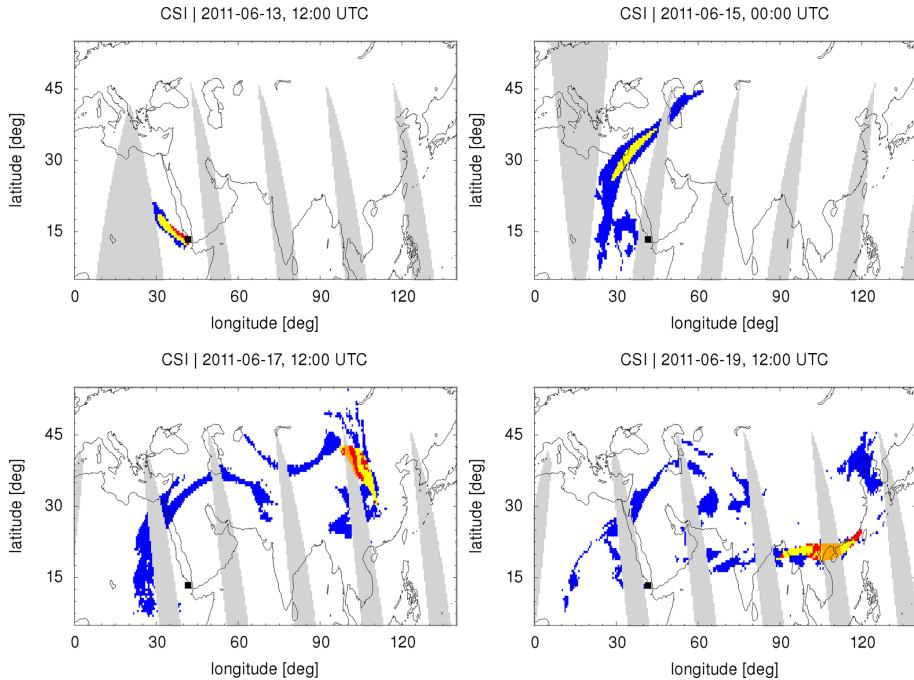 CSI | 2011-06-13, 12:00 UTC
latitude [deg]
45
30
15
0 30 60 90 120
longitude [deg]
CSI | 2011-06-15, 00:00 UTC
latitude [deg]
45
30
15
0 30 60 90 120
longitude [deg]
CSI | 2011-06-17, 12:00 UTC
latitude [deg]
45
30
15
0 30 60 90 120
longitude [deg]
CSI | 2011-06-19, 12:00 UTC
latitude [deg]
45
30
15
0 30 60 90 120
longitude [deg]